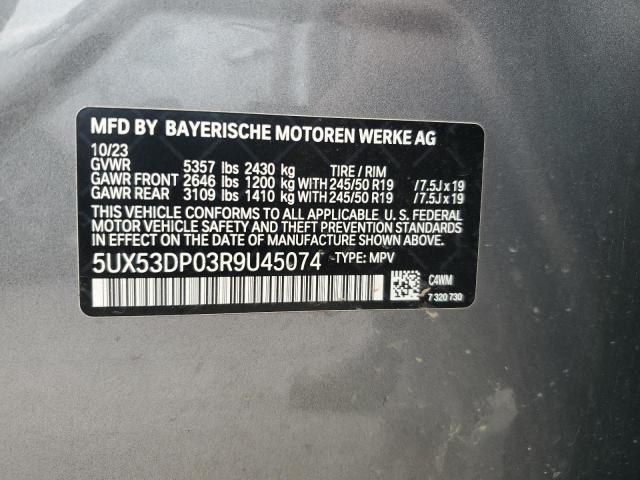 MFD BY BAYERISCHE MOTOREN WERKE AG
10/23
GVWR 5357 lbs 2430 kg TIRE / RIM
GAWR FRONT 2646 lbs 1200 kg WITH 245/50 R19 /7.5J x 19
GAWR REAR 3109 lbs 1410 kg WITH 245/50 R19 /7.5J x 19
THIS VEHICLE CONFORMS TO ALL APPLICABLE U. S. FEDERAL
MOTOR VEHICLE SAFETY AND THEFT PREVENTION STANDARDS
IN EFFECT ON THE DATE OF MANUFACTURE SHOWN ABOVE.
5UX53DP03R9U45074 TYPE: MPV
C4WM
7 320 730